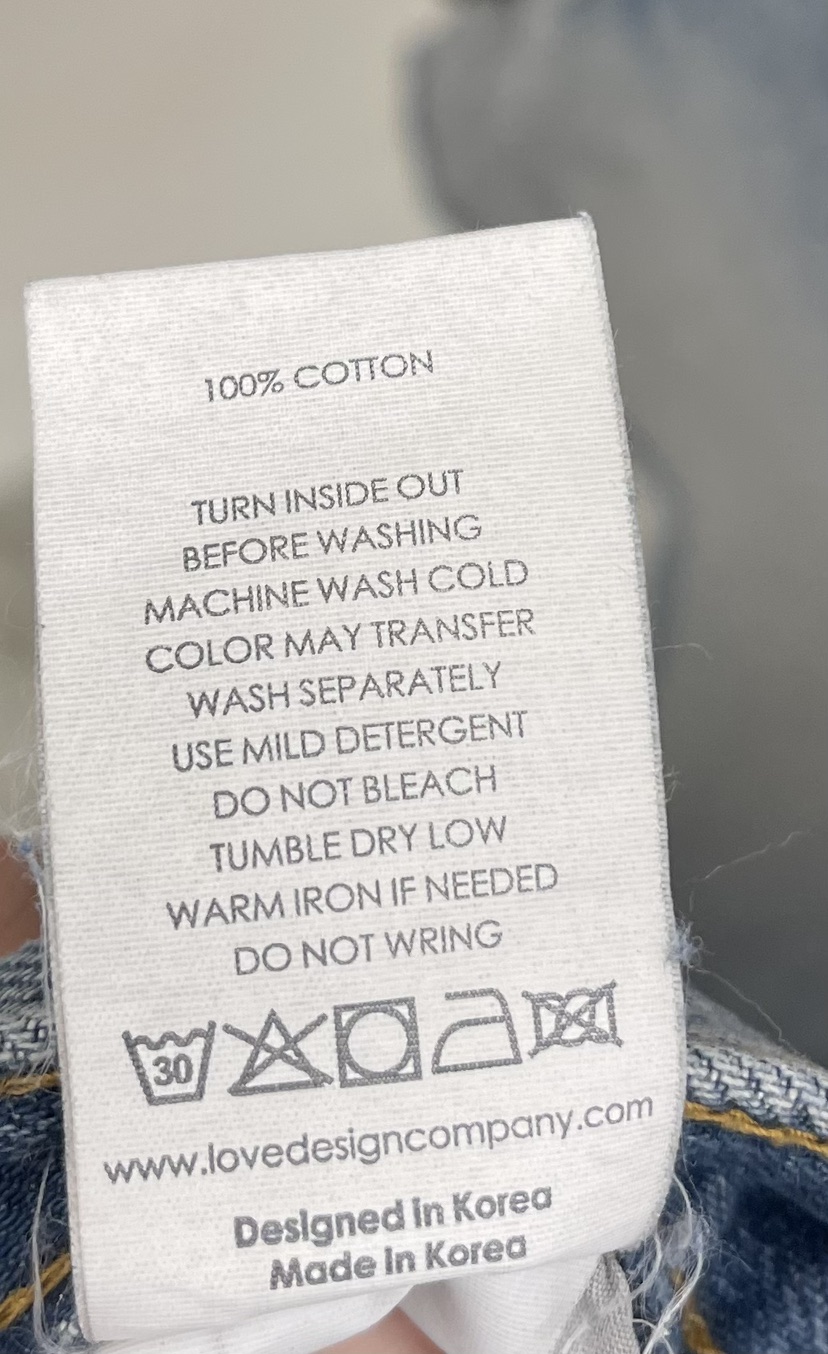 100% COTTON
TURN INSIDE OUT
BEFORE WASHING
MACHINE WASH COLD
COLOR MAY TRANSFER
WASH SEPARATELY
USE MILD DETERGENT
DO NOT BLEACH
TUMBLE DRY LOW
WARM IRON IF NEEDED
DO NOT WRING
30
www.lovedesigncompany.com
Designed in Korea
Made in Korea